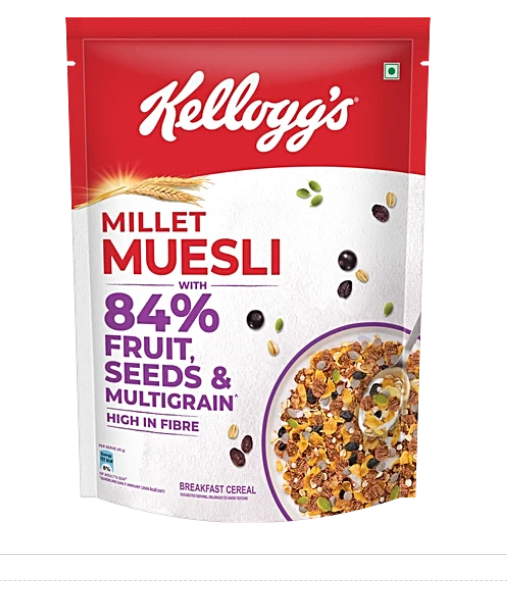 Kellogg's
MILLET
MUESLI
WITH
84%
FRUIT,
SEEDS &
MULTIGRAIN^
HIGH IN FIBRE
BREAKFAST CEREAL